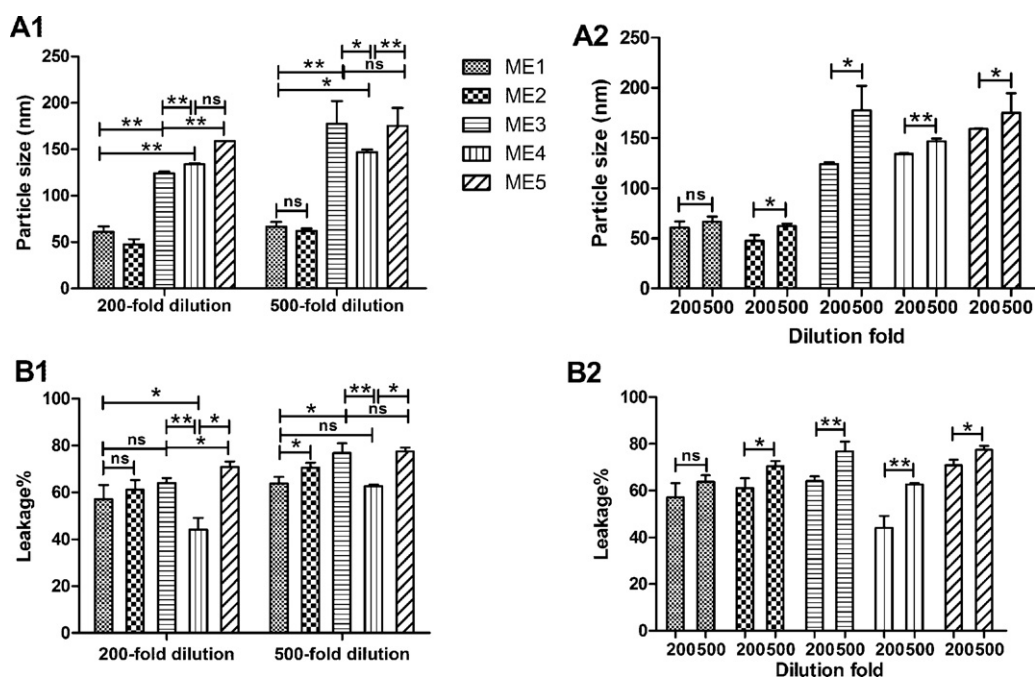 A1
Particle size (nm)
250
200
150
100
50
0
** ns
** **
**
* **
** ns
*
ns
200-fold dilution 500-fold dilution
ME1
ME2
ME3
ME4
ME5
A2
Particle size (nm)
250
200
150
100
50
0
ns * * ** *
200 500 200 500 200 500 200 500 200 500
Dilution fold
B1
Leakage%
100
80
60
40
20
0
*
** *
ns *
ns
** *
* ns
ns
*
200-fold dilution 500-fold dilution
B2
Leakage%
100
80
60
40
20
0
ns * ** ** *
200 500 200 500 200 500 200 500 200 500
Dilution fold